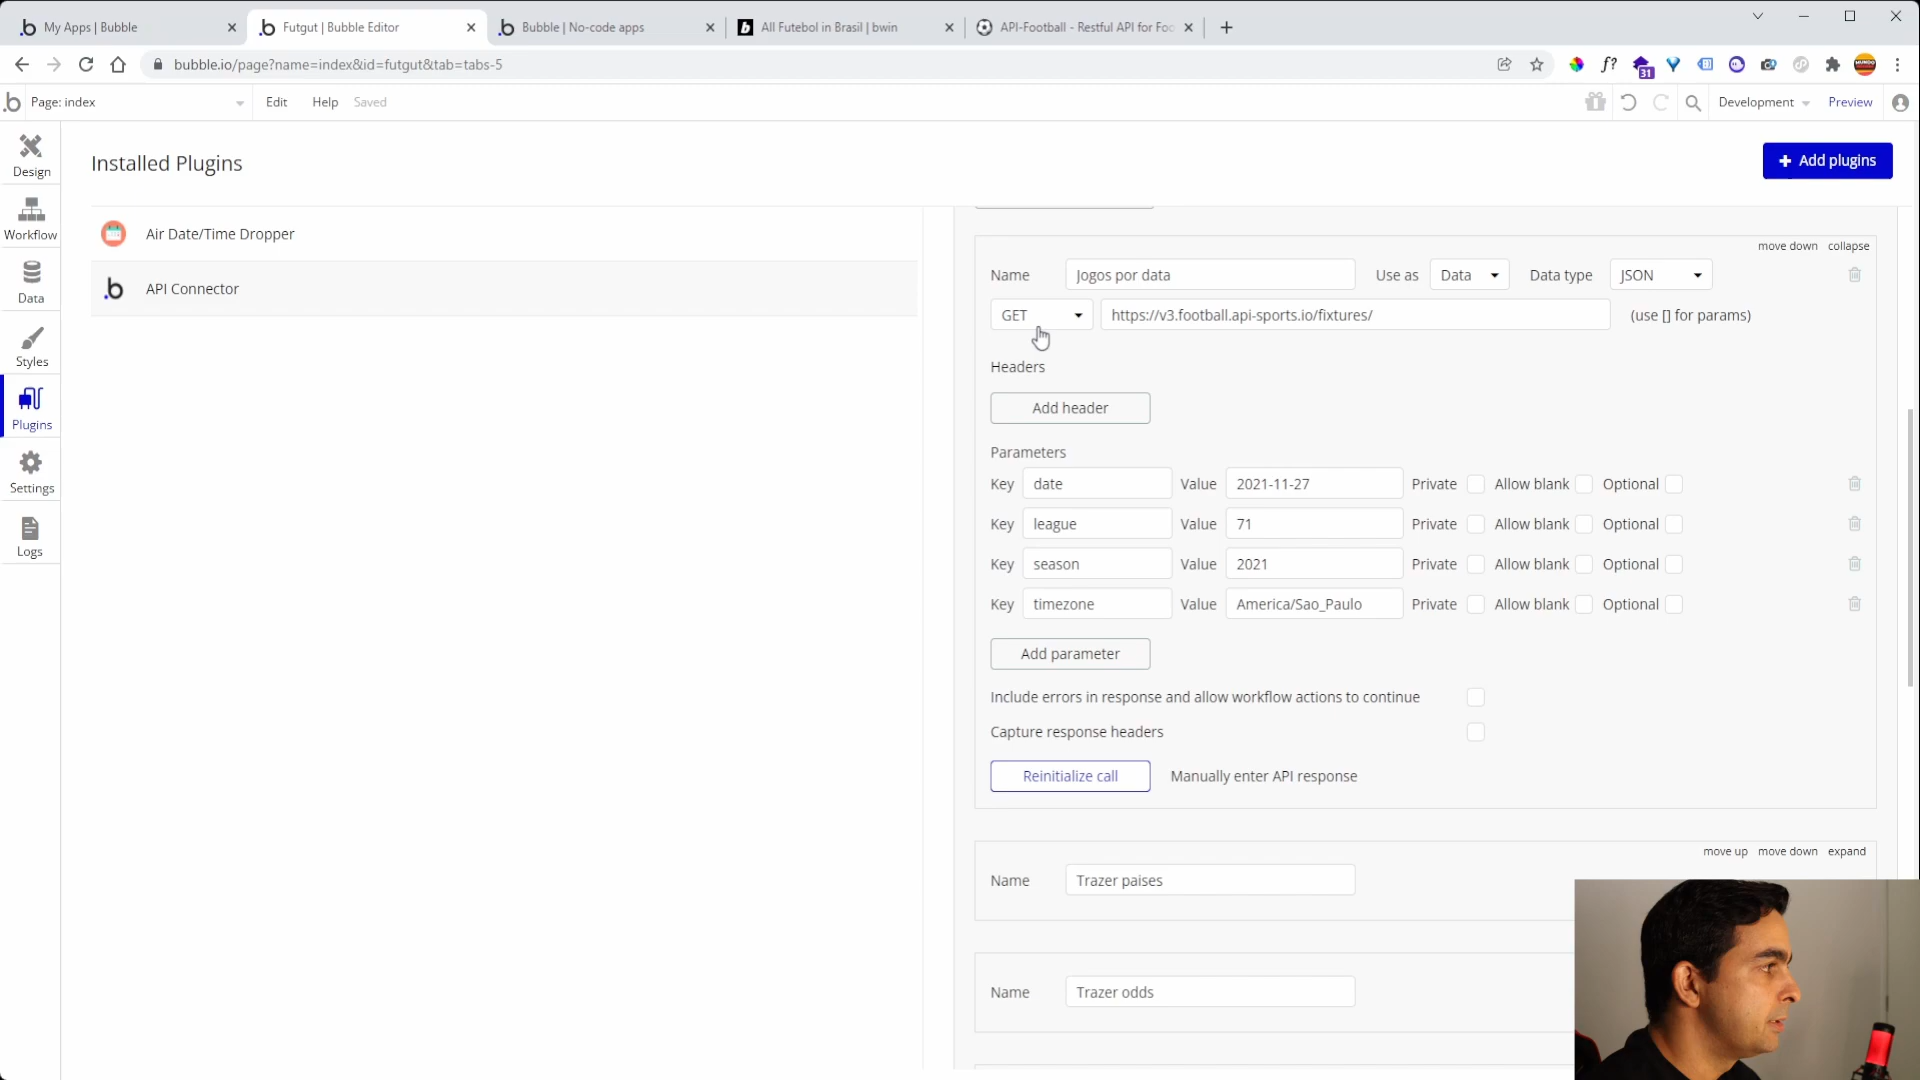 My Apps | Bubble
Futgut | Bubble Editor
Bubble | No-code apps
All Futebol in Brasil | bwin
API-Football - Restful API for Foo
bubble.io/page?name=index&id=futgut&tab=tabs-5
f?
31
Page: index
Edit
Help
Saved
Development
Preview
Design
Workflow
Data
Styles
Plugins
Settings
Logs
Installed Plugins
+ Add plugins
Air Date/Time Dropper
API Connector
move down collapse
Name Jogos por data Use as Data Data type JSON
GET https://v3.football.api-sports.io/fixtures/ (use [] for params)
Headers
Add header
Parameters
Key date Value 2021-11-27 Private Allow blank Optional
Key league Value 71 Private Allow blank Optional
Key season Value 2021 Private Allow blank Optional
Key timezone Value America/Sao_Paulo Private Allow blank Optional
Add parameter
Include errors in response and allow workflow actions to continue
Capture response headers
Reinitialize call Manually enter API response
move up move down expand
Name Trazer paises
Name Trazer odds